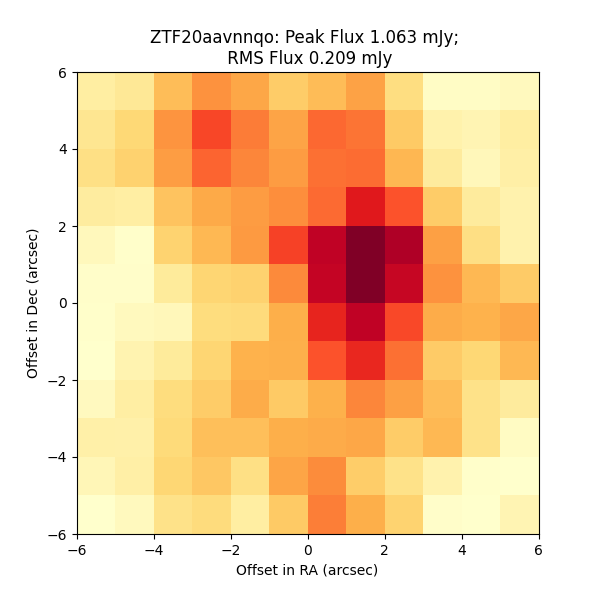 ZTF20aavnnqo: Peak Flux 1.063 mJy;
RMS Flux 0.209 mJy
6
4
2
0
−2
−4
−6
Offset in Dec (arcsec)
−6 −4 −2 0 2 4 6
Offset in RA (arcsec)